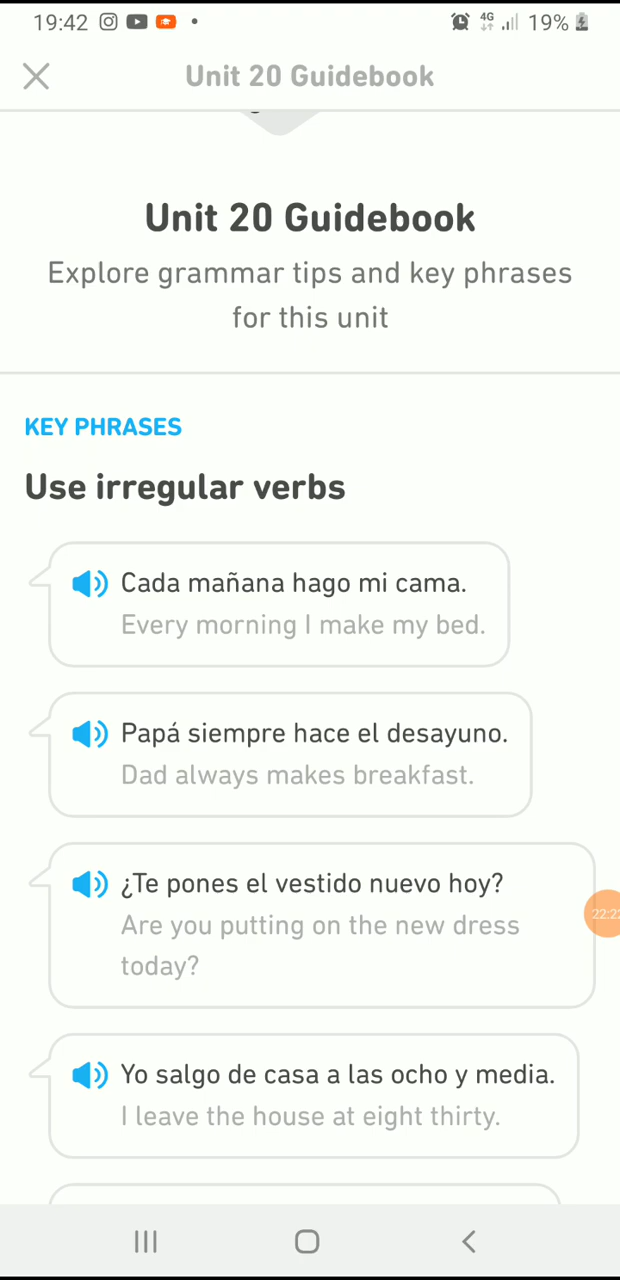 19:42
4G
19%
Unit 20 Guidebook
Unit 20 Guidebook
Explore grammar tips and key phrases
for this unit
KEY PHRASES
Use irregular verbs
Cada mañana hago mi cama.
Every morning I make my bed.
Papá siempre hace el desayuno.
Dad always makes breakfast.
¿Te pones el vestido nuevo hoy?
Are you putting on the new dress
today?
Yo salgo de casa a las ocho y media.
I leave the house at eight thirty.